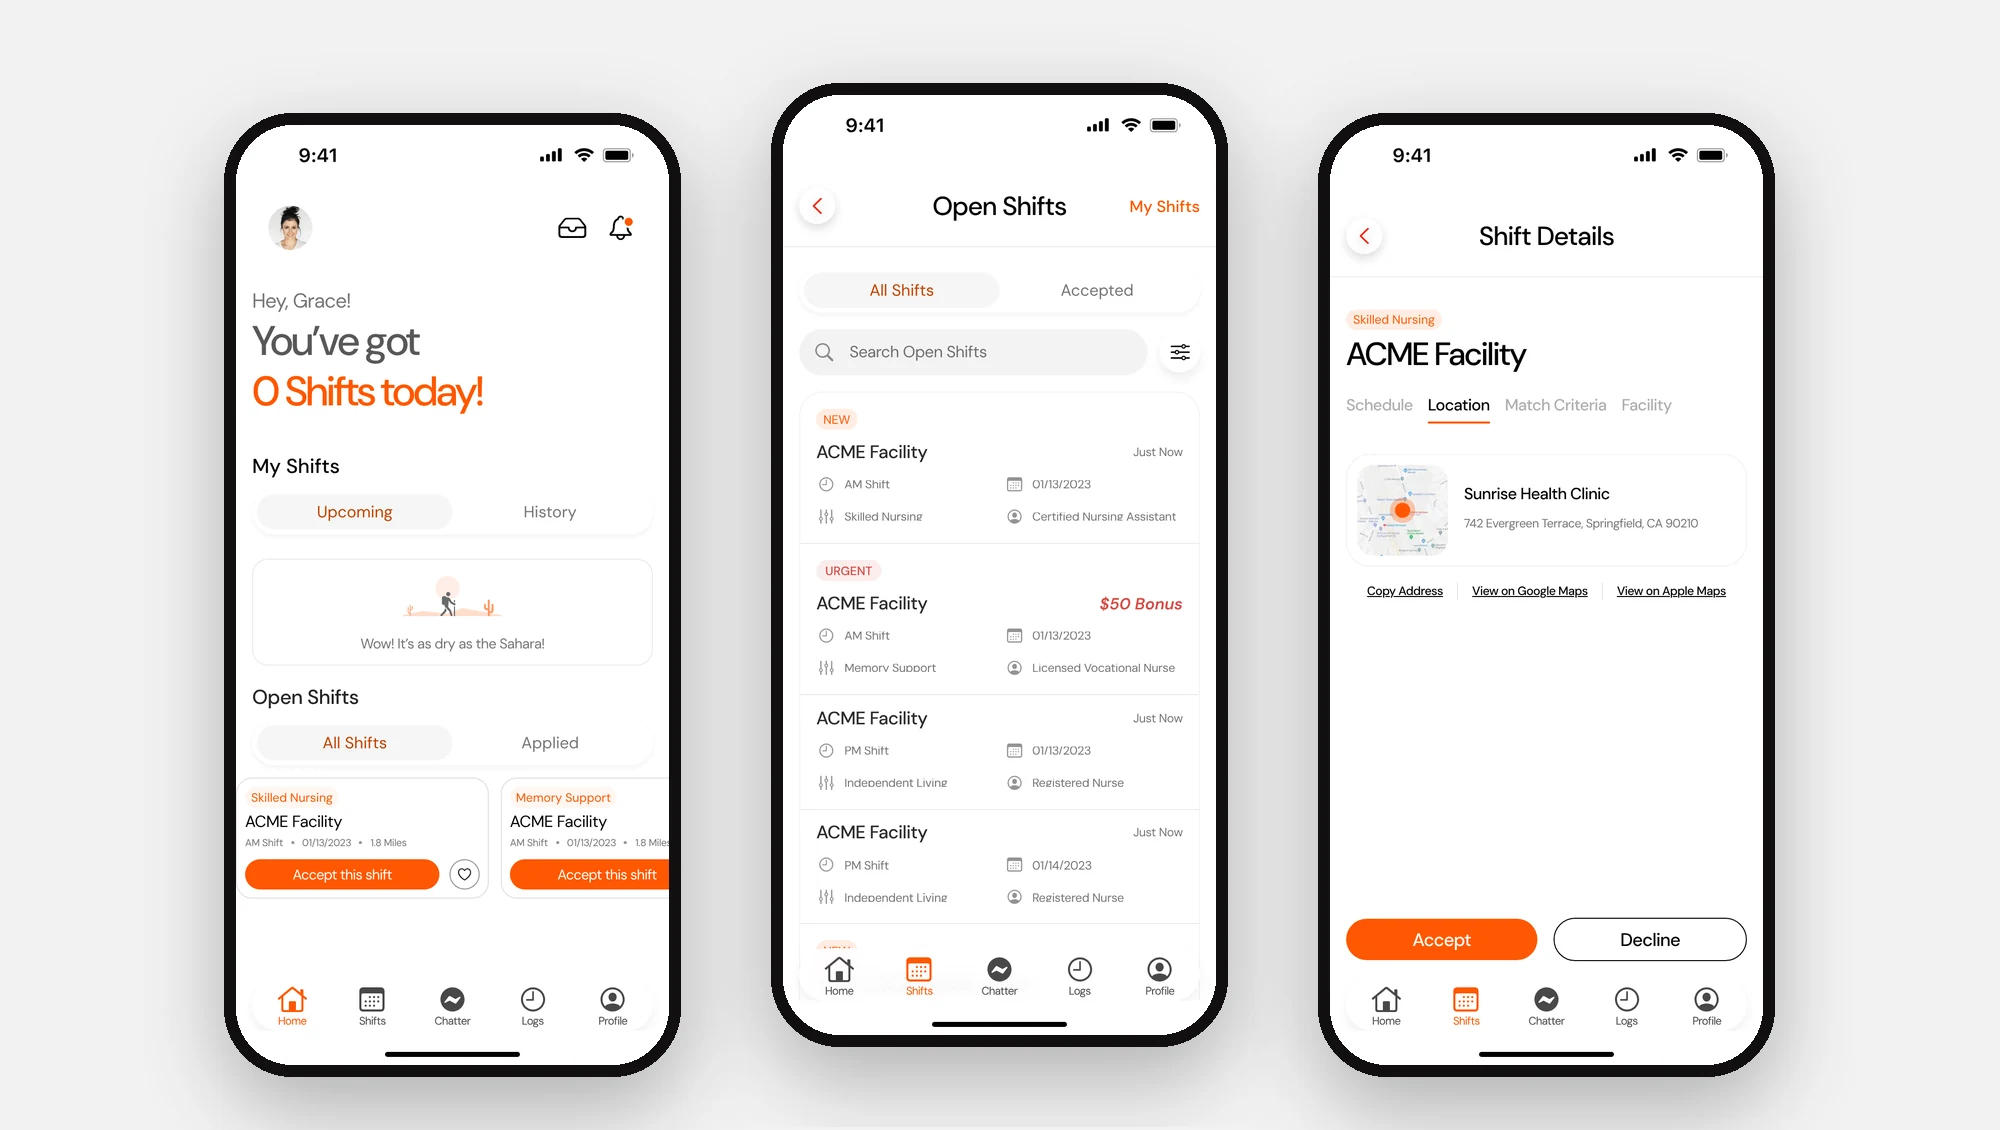 9:41
Hey, Grace!
You've got
0 Shifts today!
My Shifts
Upcoming History
Wow! It's as dry as the Sahara!
Open Shifts
All Shifts Applied
Skilled Nursing
ACME Facility
AM Shift • 01/13/2023 • 1.8 Miles
Accept this shift
Memory Support
ACME Facility
AM Shift • 01/13/2023 • 1.8 Miles
Accept this shift
Home Shifts Chatter Logs Profile
9:41
Open Shifts My Shifts
All Shifts Accepted
Search Open Shifts
NEW
ACME Facility Just Now
AM Shift 01/13/2023
Skilled Nursing Certified Nursing Assistant
URGENT
ACME Facility $50 Bonus
AM Shift 01/13/2023
Memory Support Licensed Vocational Nurse
ACME Facility Just Now
PM Shift 01/13/2023
Independent Living Registered Nurse
ACME Facility Just Now
PM Shift 01/14/2023
Independent Living Registered Nurse
NEW
Home Shifts Chatter Logs Profile
9:41
Shift Details
Skilled Nursing
ACME Facility
Schedule Location Match Criteria Facility
Sunrise Health Clinic
742 Evergreen Terrace, Springfield, CA 90210
Copy Address View on Google Maps View on Apple Maps
Accept Decline
Home Shifts Chatter Logs Profile